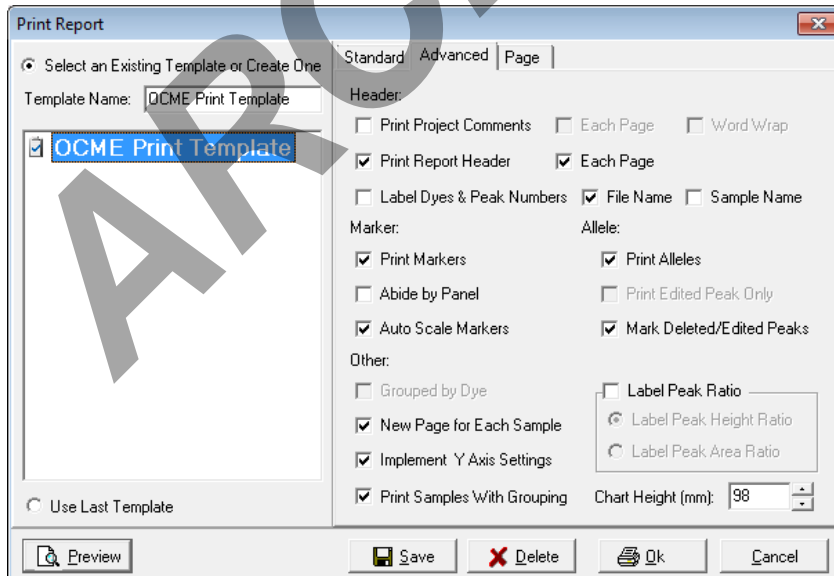 Print Report
Select an Existing Template or Create One
Template Name: OCME Print Template
OCME Print Template
Use Last Template
Standard Advanced Page
Header:
Print Project Comments Each Page Word Wrap
Print Report Header Each Page
Label Dyes & Peak Numbers File Name Sample Name
Marker: Allele:
Print Markers Print Alleles
Abide by Panel Print Edited Peak Only
Auto Scale Markers Mark Deleted/Edited Peaks
Other:
Grouped by Dye Label Peak Ratio
New Page for Each Sample Label Peak Height Ratio
Implement Y Axis Settings Label Peak Area Ratio
Print Samples With Grouping Chart Height (mm): 98
Preview Save Delete Ok Cancel